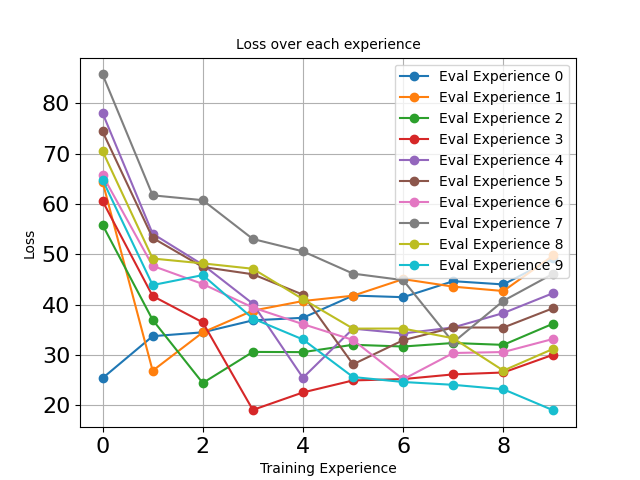 Loss over each experience
Eval Experience 0
Eval Experience 1
Eval Experience 2
Eval Experience 3
Eval Experience 4
Eval Experience 5
Eval Experience 6
Eval Experience 7
Eval Experience 8
Eval Experience 9
Loss
80
70
60
50
40
30
20
0 2 4 6 8
Training Experience